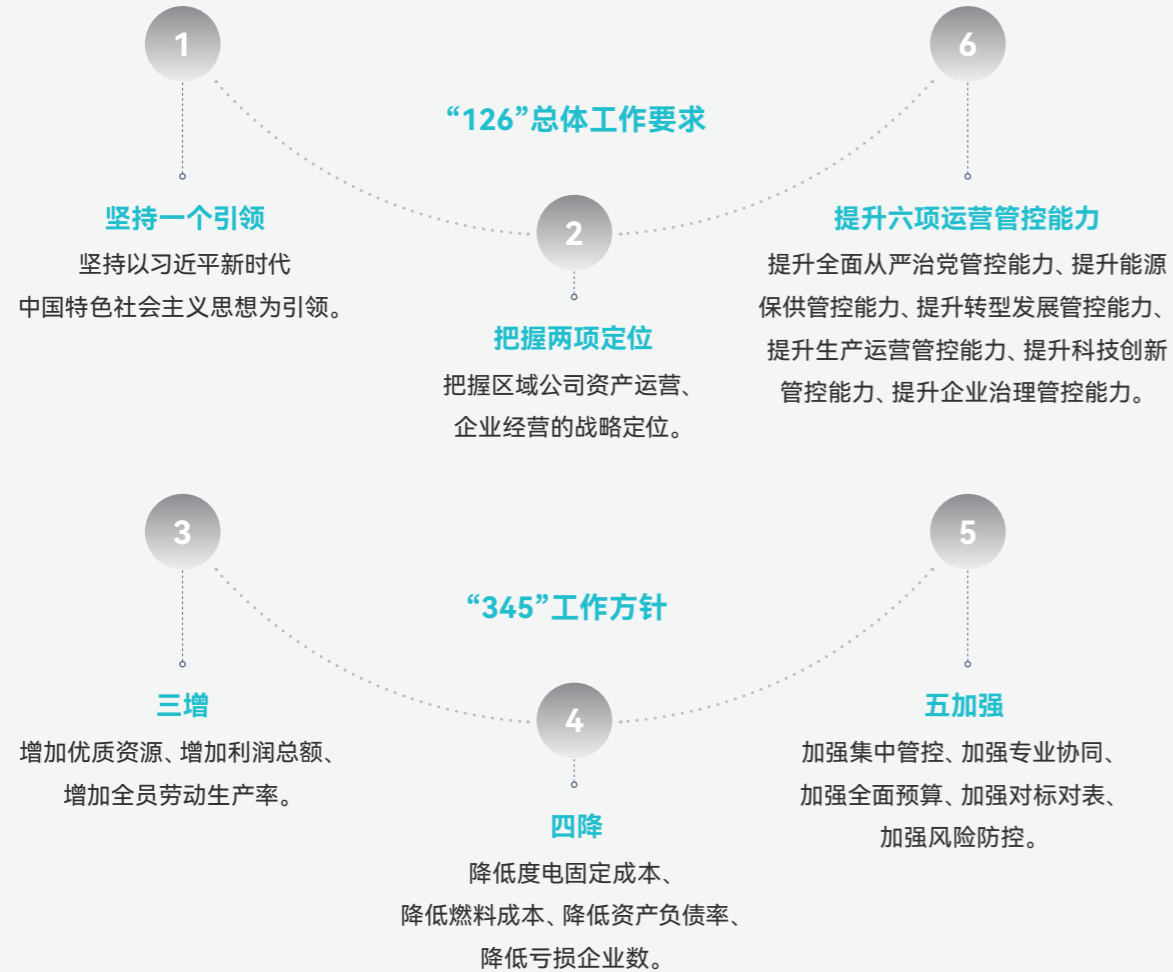 “126”总体工作要求
1
坚持一个引领
坚持以习近平新时代
中国特色社会主义思想为引领。
2
把握两项定位
把握区域公司资产运营、
企业经营的战略定位。
6
提升六项运营管控能力
提升全面从严治党管控能力、提升能源
保供管控能力、提升转型发展管控能力、
提升生产运营管控能力、提升科技创新
管控能力、提升企业治理管控能力。
“345”工作方针
3
三增
增加优质资源、增加利润总额、
增加全员劳动生产率。
4
四降
降低度电固定成本、
降低燃料成本、降低资产负债率、
降低亏损企业数。
5
五加强
加强集中管控、加强专业协同、
加强全面预算、加强对标对表、
加强风险防控。